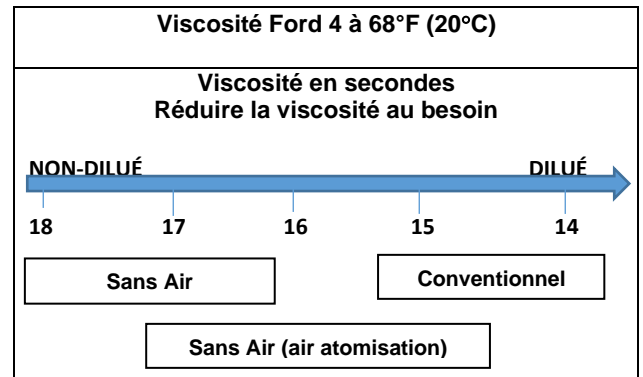 Viscosité Ford 4 à 68°F (20°C)
Viscosité en secondes
Réduire la viscosité au besoin
NON-DILUÉ DILUÉ
18 17 16 15 14
Sans Air Conventionnel
Sans Air (air atomisation)